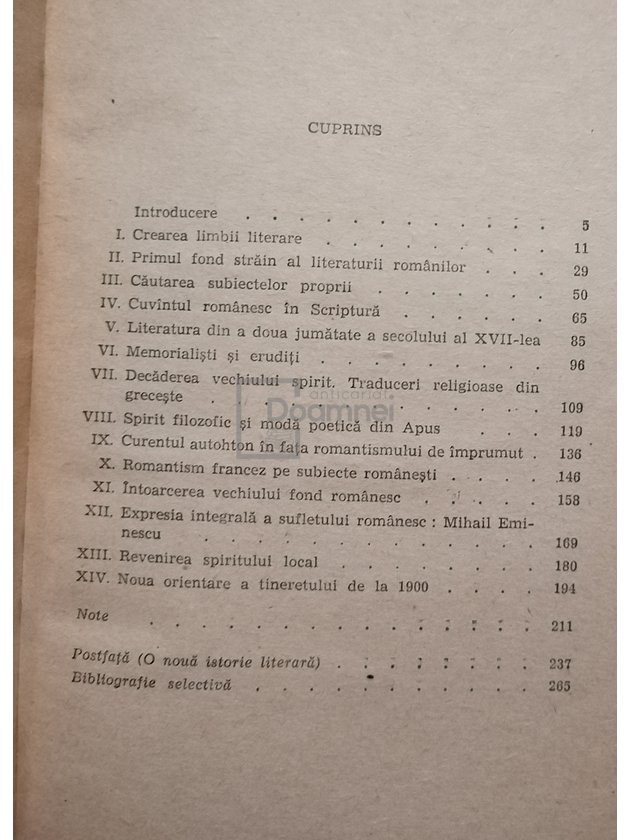 CUPRINS
Introducere . . . . . . . . . . . . 5
I. Crearea limbii literare . . . . . . . . . 11
II. Primul fond străin al literaturii românilor . . . 29
III. Căutarea subiectelor proprii . . . . . . . 50
IV. Cuvîntul românesc în Scriptură . . . . . . 65
V. Literatura din a doua jumătate a secolului al XVII-lea 85
VI. Memorialişti şi erudiţi . . . . . . . . . 96
VII. Decăderea vechiului spirit. Traduceri religioase din
greceşte . . . . . . . . . . . . . 109
VIII. Spirit filozofic şi modă poetică din Apus . . . 119
IX. Curentul autohton în faţa romantismului de împrumut . 136
X. Romantism francez pe subiecte româneşti . . . . 146
XI. Întoarcerea vechiului fond românesc . . . . . 158
XII. Expresia integrală a sufletului românesc : Mihail Emi-
nescu . . . . . . . . . . . . . 169
XIII. Revenirea spiritului local . . . . . . . . 180
XIV. Noua orientare a tineretului de la 1900 . . . . 194
Note . . . . . . . . . . . . . . . 211
Postfaţă (O nouă istorie literară) . . . . . . . . 237
Bibliografie selectivă . . . . . . . . . . . 265
antiscariat
Doamnei